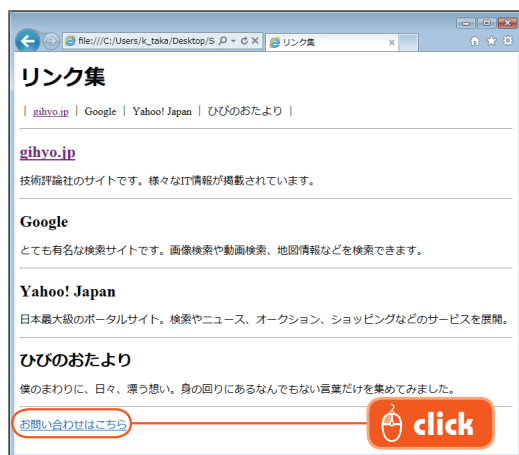 file:///C:/Users/k_taka/Desktop/S
リンク集
リンク集
| gihyo.jp | Google | Yahoo! Japan | ひびのおたより |
gihyo.jp
技術評論社のサイトです。様々なIT情報が掲載されています。
Google
とても有名な検索サイトです。画像検索や動画検索、地図情報などを検索できます。
Yahoo! Japan
日本最大級のポータルサイト。検索やニュース、オークション、ショッピングなどのサービスを展開。
ひびのおたより
僕のまわりに、日々、漂う想い。身の回りにあるなんでもない言葉だけを集めてみました。
お問い合わせはこちら
click